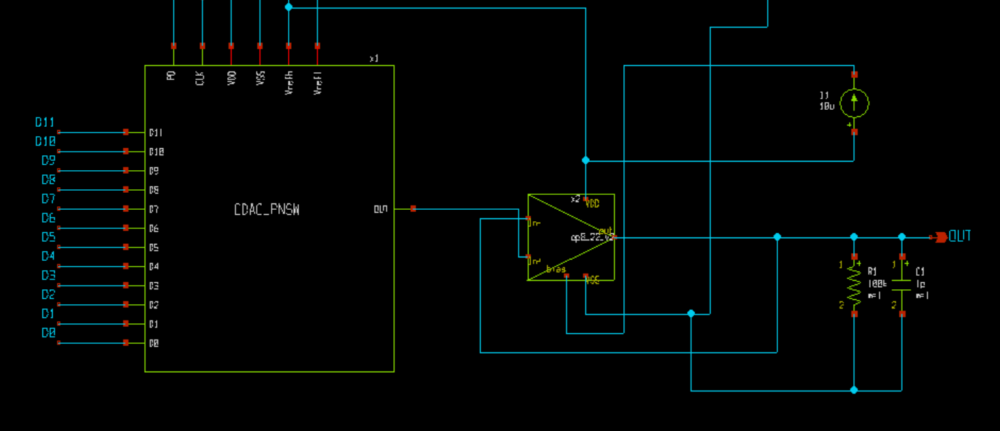 x1
PD
CLK
VDD
VSS
Vrefh
Vrefl
I1
10u
D11
D10
D9
D8
D7
D6
D5
D4
D3
D2
D1
D0
D11
D10
D9
D8
D7
D6
D5
D4
D3
D2
D1
D0
CDAC_PNSW
OUT
x2
VDD
out
bias
VSS
OUT
1
+
2
R1
100k
m=1
1
+
2
C1
1p
m=1
+